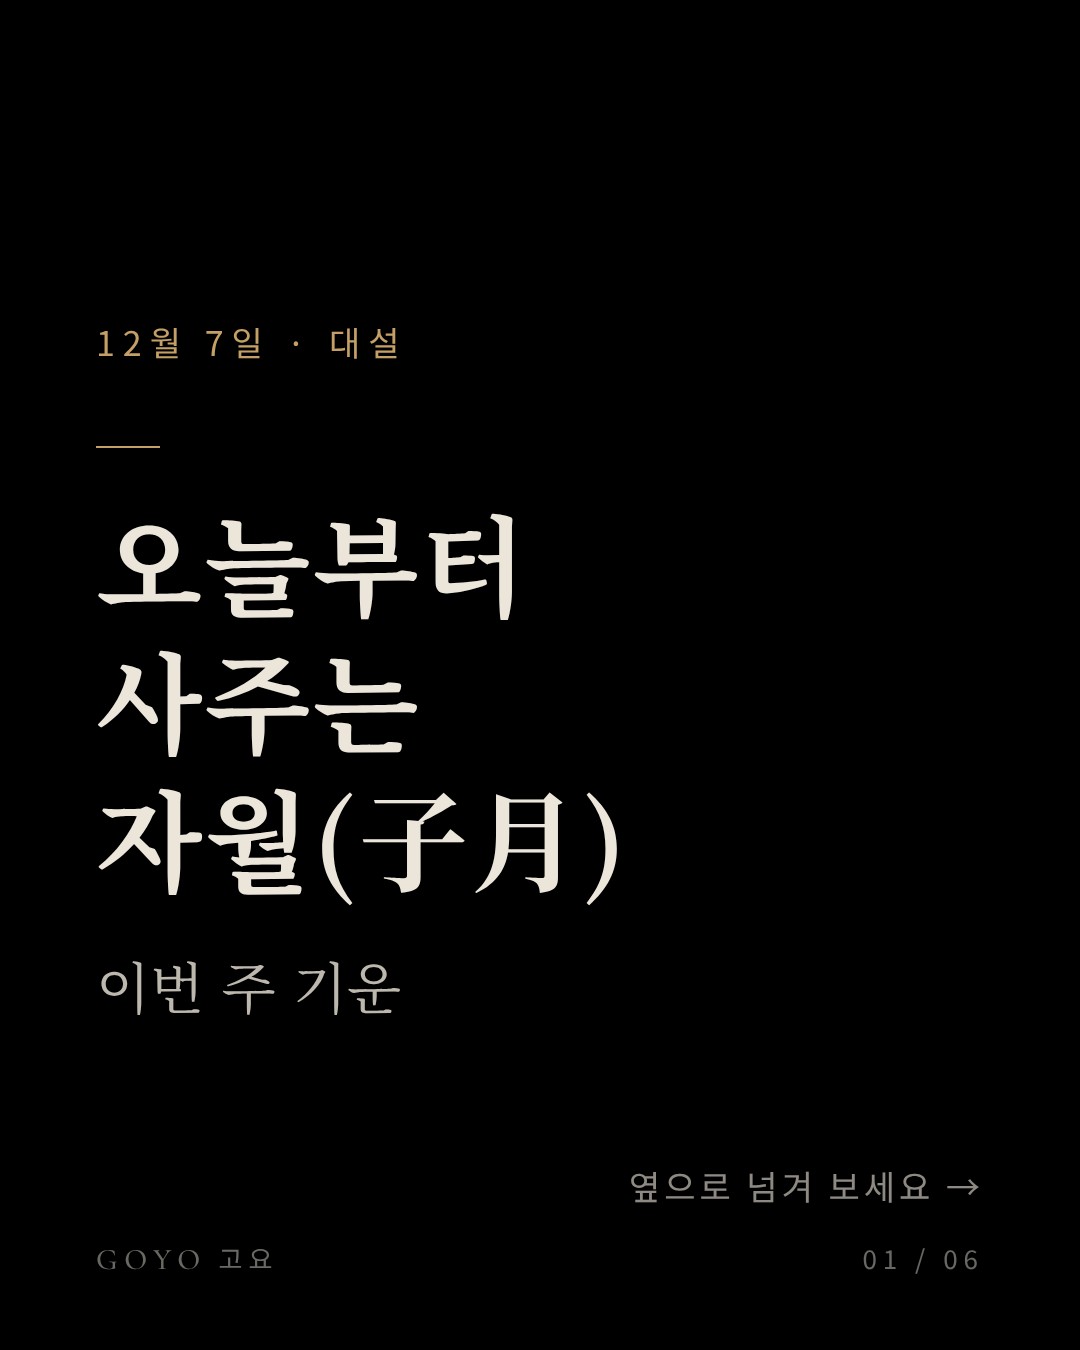 12월 7일 · 대설
오늘부터
사주는
자월(子月)
이번 주 기운
옆으로 넘겨 보세요 →
GOYO 고요
01 / 06